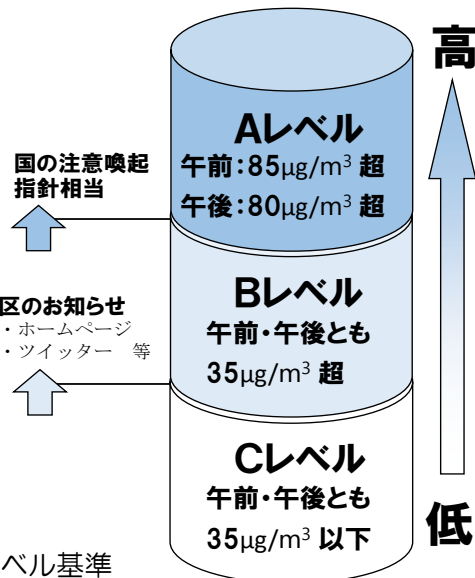 高
Aレベル
午前:85μg/m³ 超
午後:80μg/m³ 超
国の注意喚起
指針相当
Bレベル
午前・午後とも
35μg/m³ 超
区のお知らせ
・ホームページ
・ツイッター 等
Cレベル
午前・午後とも
35μg/m³ 以下
低
ベル基準